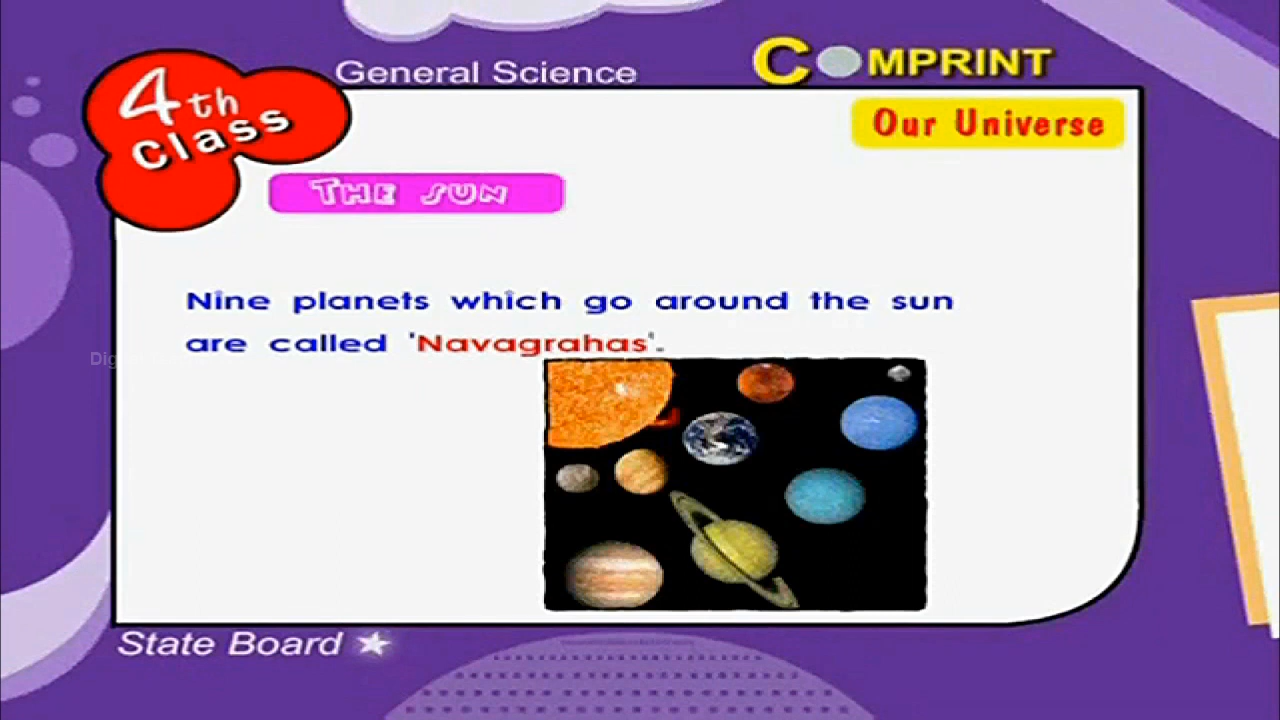 General Science
COMPRINT
4th
Class
Our Universe
THE SUN
Nine planets which go around the sun
are called 'Navagrahas'.
State Board